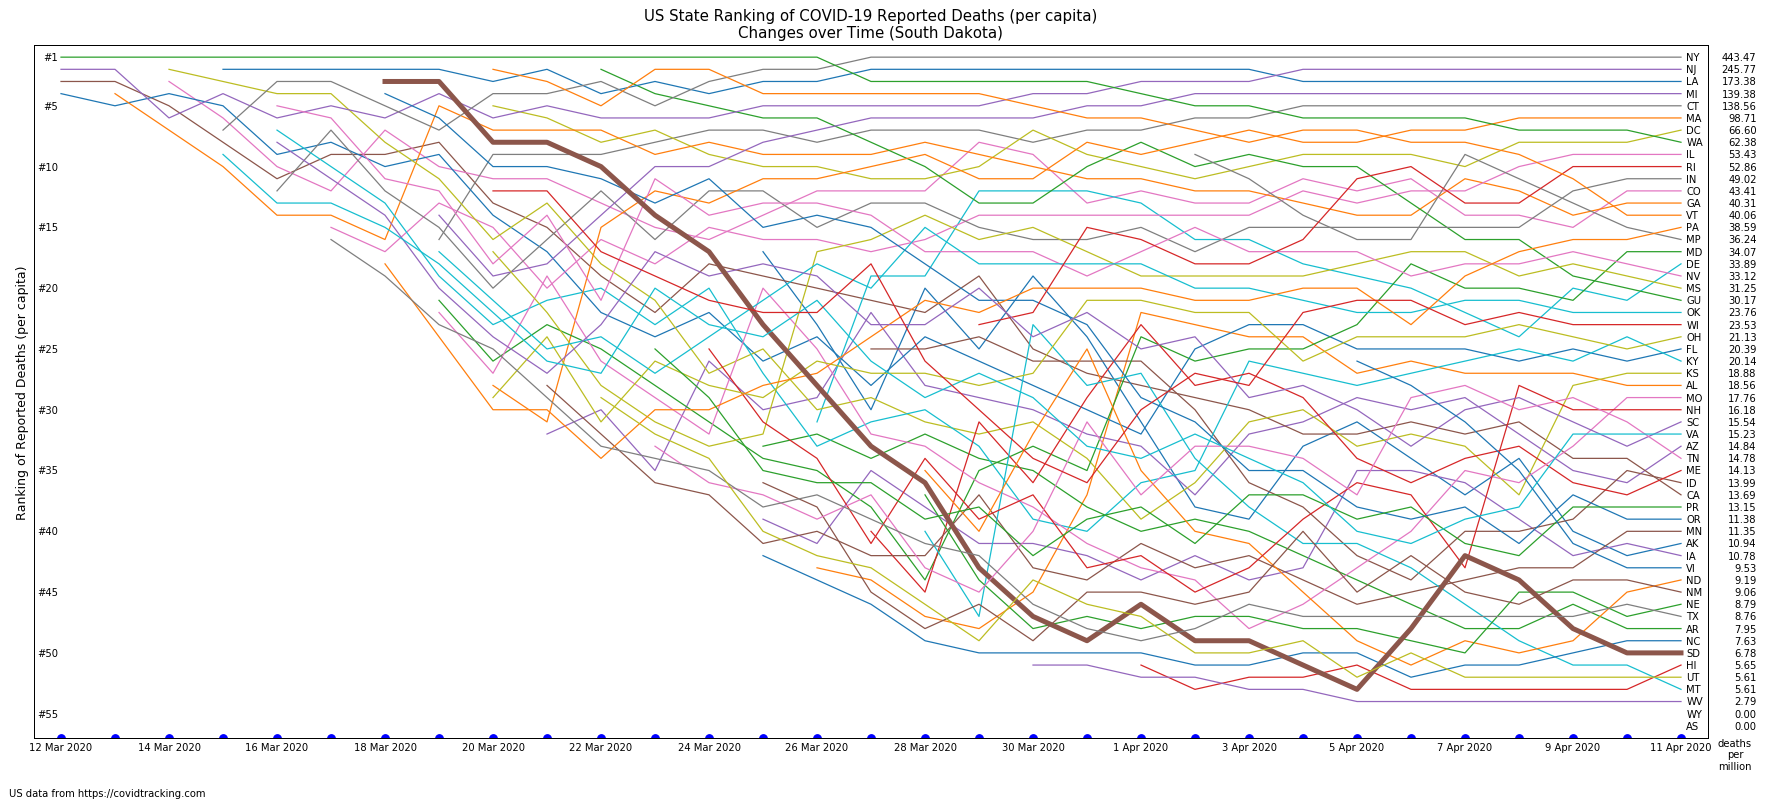 US State Ranking of COVID-19 Reported Deaths (per capita)
Changes over Time (South Dakota)
Ranking of Reported Deaths (per capita)
#1
#5
#10
#15
#20
#25
#30
#35
#40
#45
#50
#55
NY 443.47
NJ 245.77
LA 173.38
MI 139.38
CT 138.56
MA 98.71
DC 66.60
WA 62.38
IL 53.43
RI 52.86
IN 49.02
CO 43.41
GA 40.31
VT 40.06
PA 38.59
MP 36.24
MD 34.07
DE 33.89
NV 33.12
MS 31.25
GU 30.17
OK 23.76
WI 23.53
OH 21.13
FL 20.39
KY 20.14
KS 18.88
AL 18.56
MO 17.76
NH 16.18
SC 15.54
VA 15.23
AZ 14.84
TN 14.78
ME 14.13
ID 13.99
CA 13.69
PR 13.15
OR 11.38
MN 11.35
AK 10.94
IA 10.78
VI 9.53
ND 9.19
NM 9.06
NE 8.79
TX 8.76
AR 7.95
NC 7.63
SD 6.78
HI 5.65
UT 5.61
MT 5.61
WV 2.79
WY 0.00
AS 0.00
12 Mar 2020 14 Mar 2020 16 Mar 2020 18 Mar 2020 20 Mar 2020 22 Mar 2020 24 Mar 2020 26 Mar 2020 28 Mar 2020 30 Mar 2020 1 Apr 2020 3 Apr 2020 5 Apr 2020 7 Apr 2020 9 Apr 2020 11 Apr 2020
deaths
per
million
US data from https://covidtracking.com